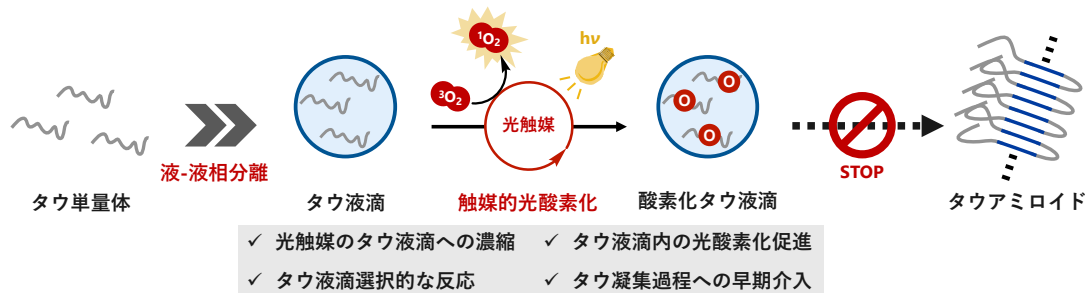 ¹O₂
hν
³O₂
光触媒
O
O
O
液-液相分離
STOP
タウ単量体
タウ液滴
触媒的光酸素化
酸素化タウ液滴
タウアミロイド
✓ 光触媒のタウ液滴への濃縮
✓ タウ液滴内の光酸素化促進
✓ タウ液滴選択的な反応
✓ タウ凝集過程への早期介入